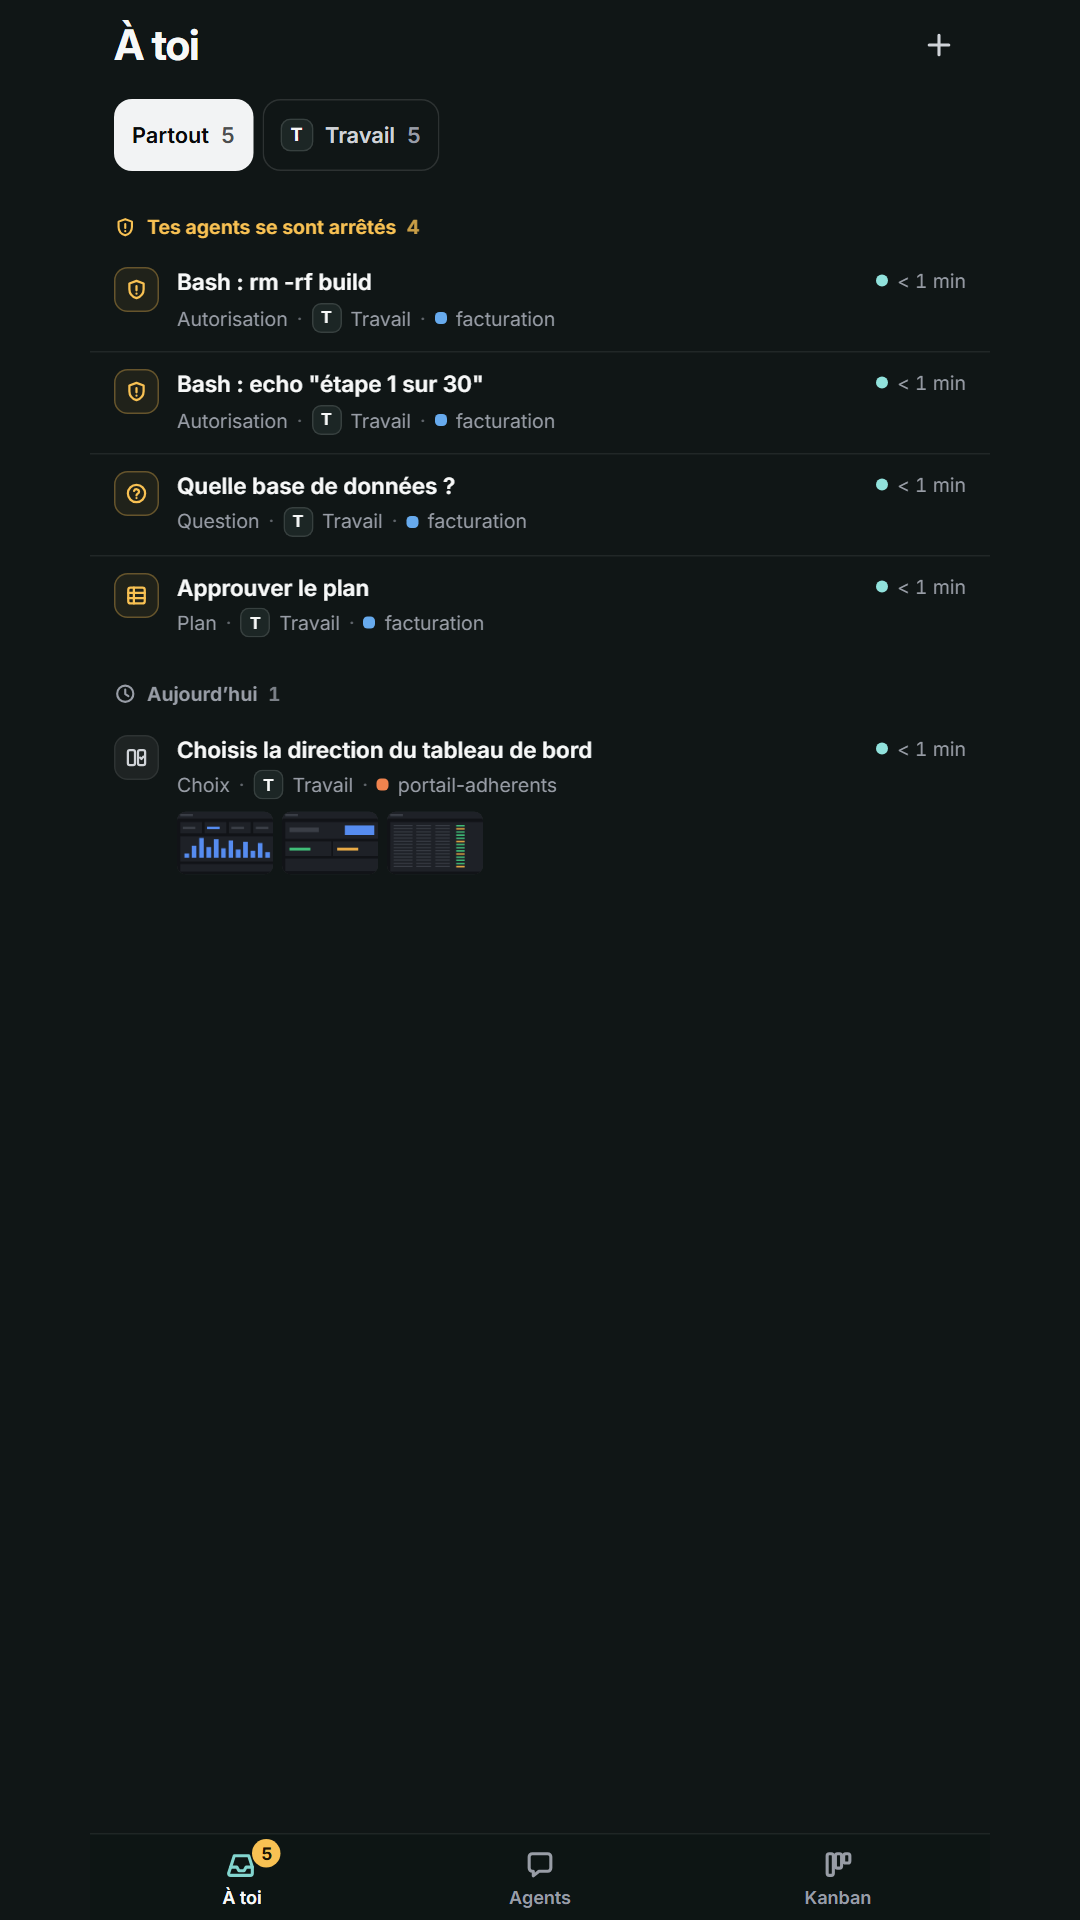 À toi
Partout 5
T Travail 5
Tes agents se sont arrêtés 4
Bash : rm -rf build
< 1 min
Autorisation · T Travail · facturation
Bash : echo "étape 1 sur 30"
< 1 min
Autorisation · T Travail · facturation
Quelle base de données ?
< 1 min
Question · T Travail · facturation
Approuver le plan
< 1 min
Plan · T Travail · facturation
Aujourd’hui 1
Choisis la direction du tableau de bord
< 1 min
Choix · T Travail · portail-adherents
5
À toi
Agents
Kanban